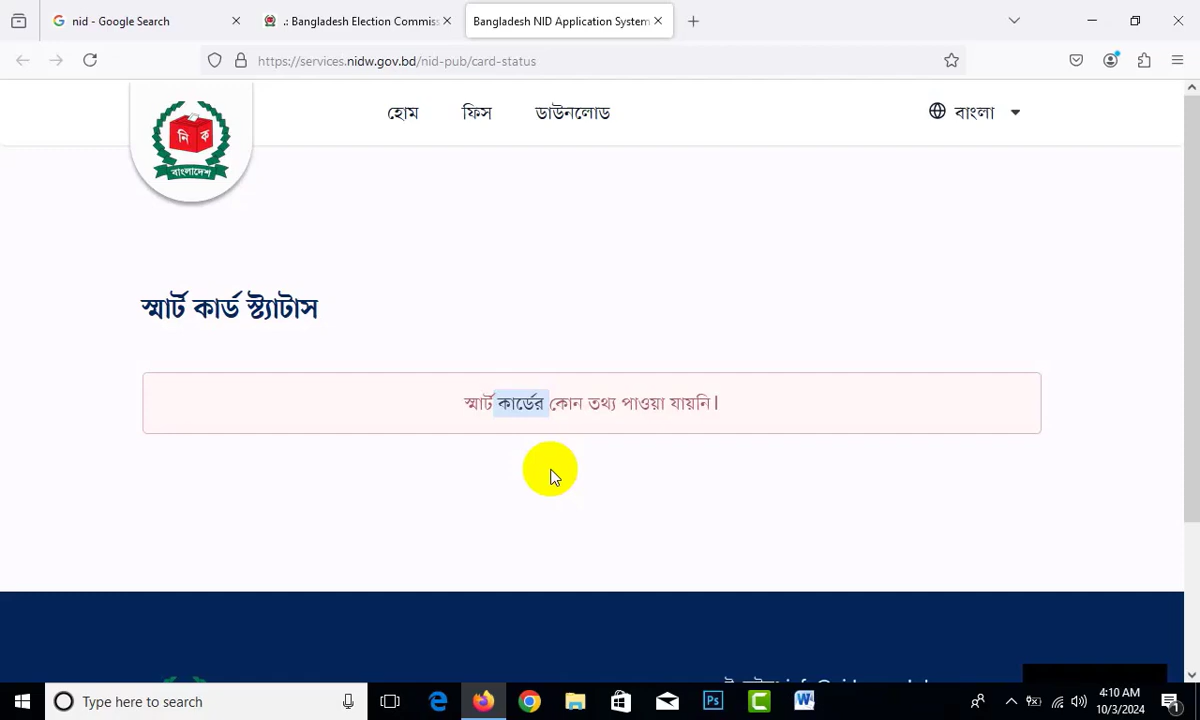 nid - Google Search
.: Bangladesh Election Commiss
Bangladesh NID Application System
https://services.nidw.gov.bd/nid-pub/card-status
হোম
ফিস
ডাউনলোড
বাংলা
নি ক
বাংলাদেশ
স্মার্ট কার্ড স্ট্যাটাস
স্মার্ট কার্ডের কোন তথ্য পাওয়া যায়নি।
Type here to search
4:10 AM
10/3/2024